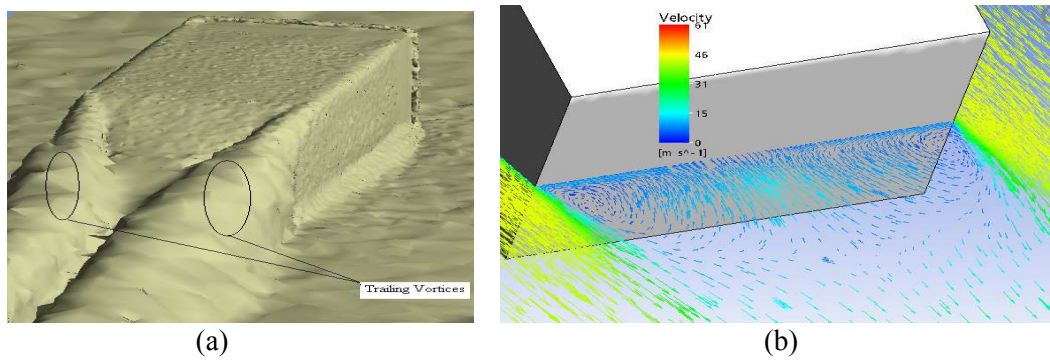 Trailing Vortices
(a)
Velocity
61
46
31
15
0
[m s^-1]
(b)